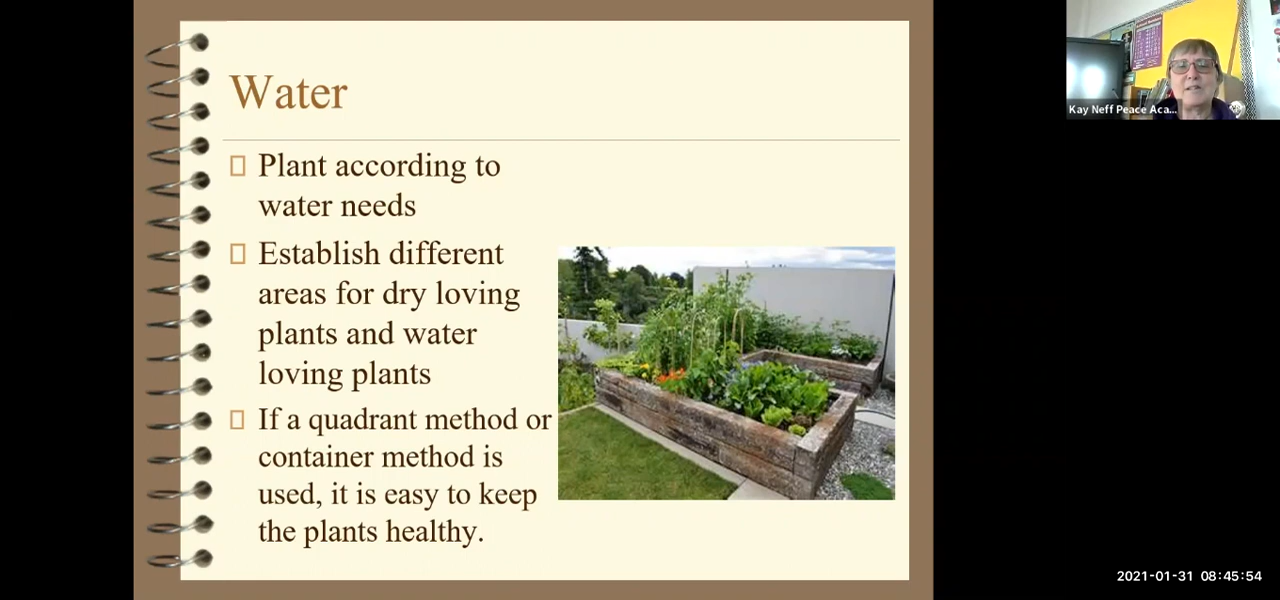 Water
Plant according to
water needs
Establish different
areas for dry loving
plants and water
loving plants
If a quadrant method or
container method is
used, it is easy to keep
the plants healthy.
Kay Neff Peace Aca...
2021-01-31 08:45:54